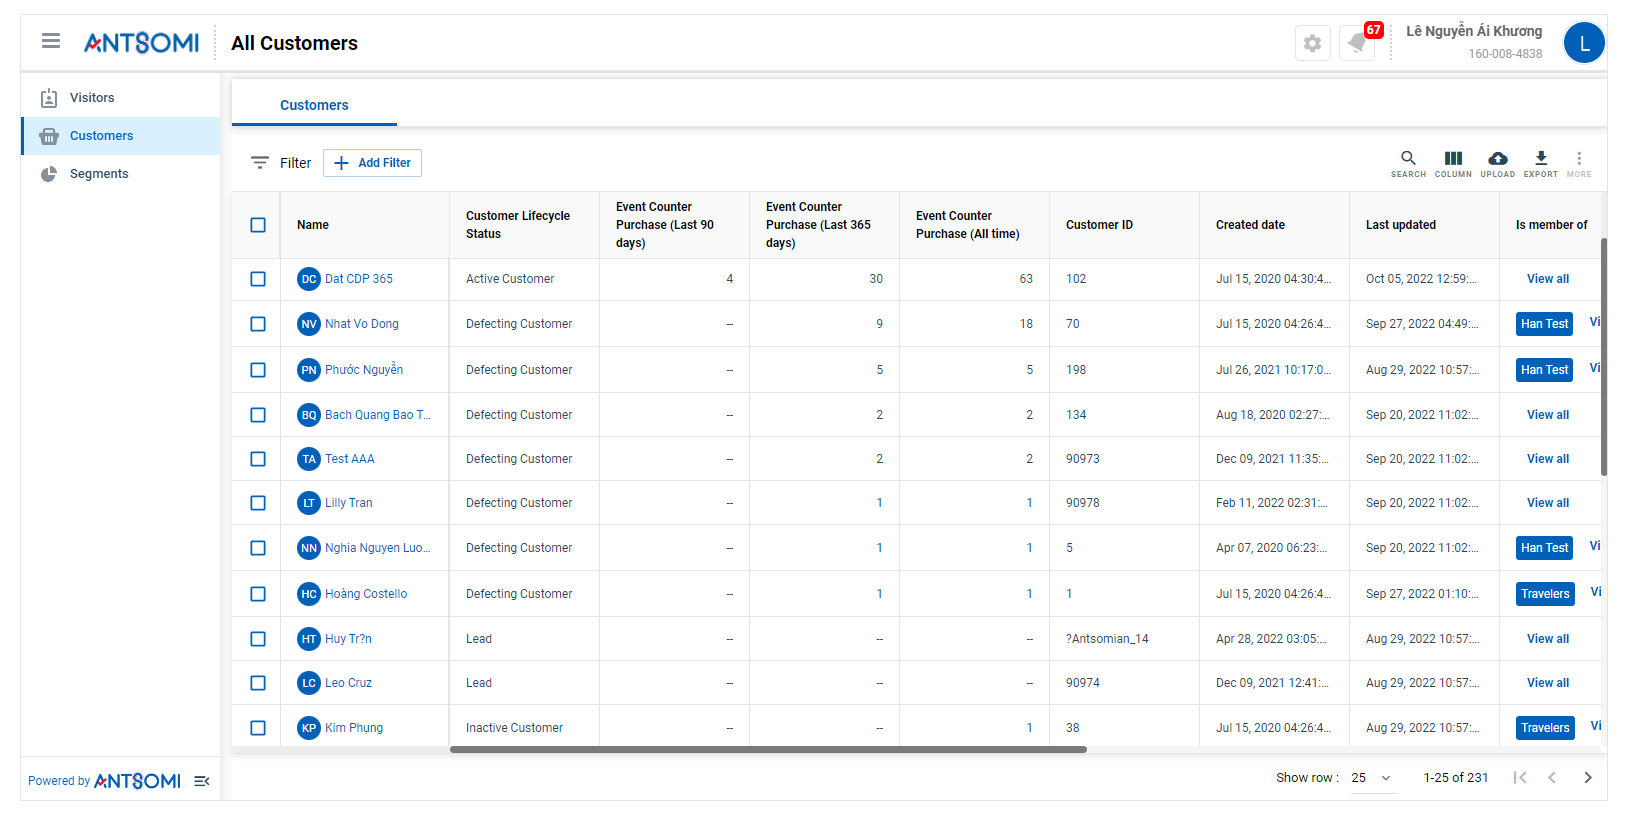 ANTSOMI
All Customers
67
Lê Nguyễn Ái Khương
160-008-4838
L
Visitors
Customers
Segments
Customers
Filter
Add Filter
SEARCH COLUMN UPLOAD EXPORT MORE
Name
Customer Lifecycle
Status
Event Counter
Purchase (Last 90
days)
Event Counter
Purchase (Last 365
days)
Event Counter
Purchase (All time)
Customer ID
Created date
Last updated
Is member of
DC Dat CDP 365 Active Customer 4 30 63 102 Jul 15, 2020 04:30:4... Oct 05, 2022 12:59:... View all
NV Nhat Vo Dong Defecting Customer -- 9 18 70 Jul 15, 2020 04:26:4... Sep 27, 2022 04:49:... Han Test Vi
PN Phước Nguyễn Defecting Customer -- 5 5 198 Jul 26, 2021 10:17:0... Aug 29, 2022 10:57:... Han Test Vi
BQ Bach Quang Bao T... Defecting Customer -- 2 2 134 Aug 18, 2020 02:27:... Sep 20, 2022 11:02:... View all
TA Test AAA Defecting Customer -- 2 2 90973 Dec 09, 2021 11:35:... Sep 20, 2022 11:02:... View all
LT Lilly Tran Defecting Customer -- 1 1 90978 Feb 11, 2022 02:31:... Sep 20, 2022 11:02:... View all
NN Nghia Nguyen Luo... Defecting Customer -- 1 1 5 Apr 07, 2020 06:23:... Sep 20, 2022 11:02:... Han Test Vi
HC Hoàng Costello Defecting Customer -- 1 1 1 Jul 15, 2020 04:26:4... Sep 27, 2022 01:10:... Travelers Vi
HT Huy Tr?n Lead -- -- -- ?Antsomian_14 Apr 28, 2022 03:05:... Aug 29, 2022 10:57:... View all
LC Leo Cruz Lead -- -- -- 90974 Dec 09, 2021 12:41:... Aug 29, 2022 10:57:... View all
KP Kim Phụng Inactive Customer -- -- 1 38 Jul 15, 2020 04:26:4... Aug 29, 2022 10:57:... Travelers Vi
Powered by ANTSOMI
Show row : 25 1-25 of 231